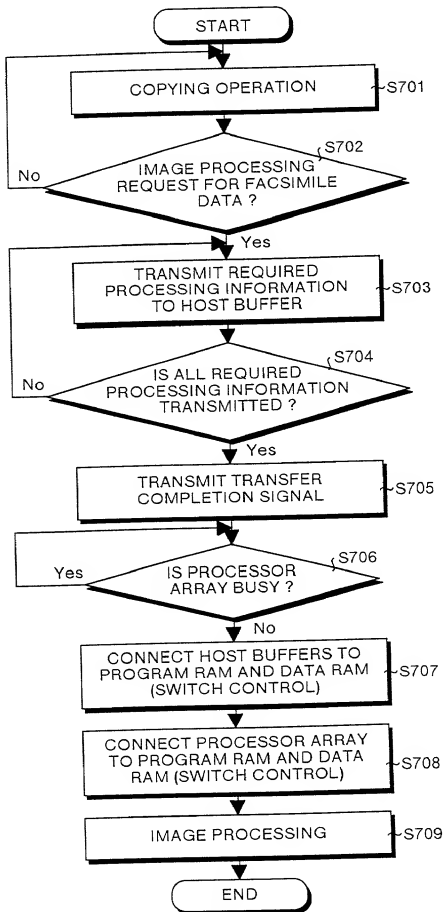 START
COPYING OPERATION
S701
S702
IMAGE PROCESSING
REQUEST FOR FACSIMILE
DATA ?
No
Yes
TRANSMIT REQUIRED
PROCESSING INFORMATION
TO HOST BUFFER
S703
S704
IS ALL REQUIRED
PROCESSING INFORMATION
TRANSMITTED ?
No
Yes
TRANSMIT TRANSFER
COMPLETION SIGNAL
S705
S706
IS PROCESSOR
ARRAY BUSY ?
Yes
No
CONNECT HOST BUFFERS TO
PROGRAM RAM AND DATA RAM
(SWITCH CONTROL)
S707
CONNECT PROCESSOR ARRAY
TO PROGRAM RAM AND DATA
RAM (SWITCH CONTROL)
S708
IMAGE PROCESSING
S709
END